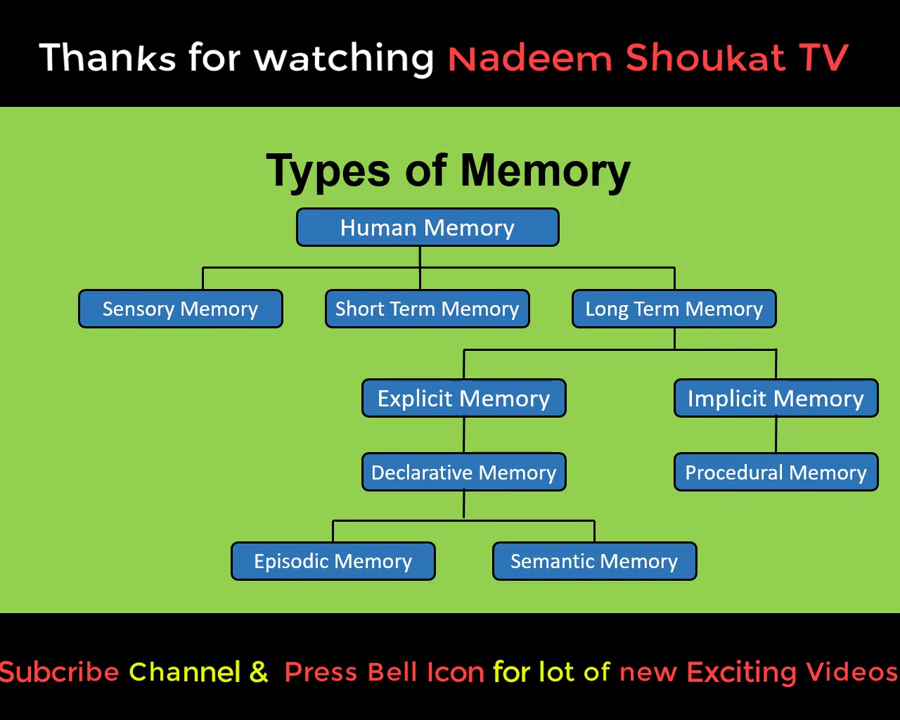 Thanks for watching Nadeem Shoukat TV
Types of Memory
Human Memory
Sensory Memory
Short Term Memory
Long Term Memory
Explicit Memory
Implicit Memory
Declarative Memory
Procedural Memory
Episodic Memory
Semantic Memory
Subcribe Channel & Press Bell Icon for lot of new Exciting Videos